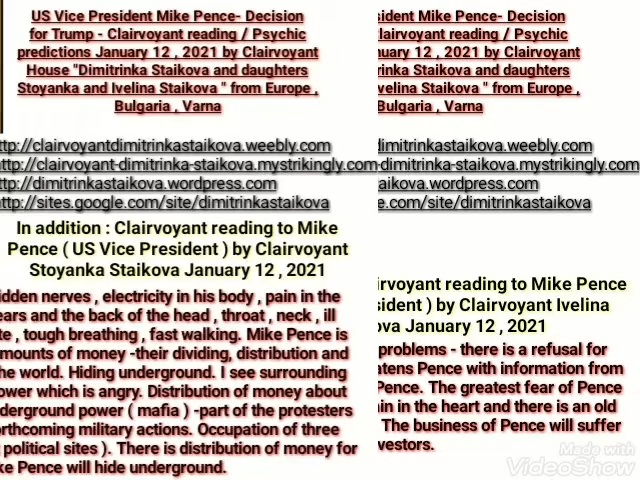 US Vice President Mike Pence- Decision
for Trump - Clairvoyant reading / Psychic
predictions January 12 , 2021 by Clairvoyant
House "Dimitrinka Staikova and daughters
Stoyanka and Ivelina Staikova " from Europe ,
Bulgaria , Varna
ttp://clairvoyantdimitrinkastaikova.weebly.com
ttp://clairvoyant-dimitrinka-staikova.mystrikingly.com
ttp://dimitrinkastaikova.wordpress.com
ttp://sites.google.com/site/dimitrinkastaikova
In addition : Clairvoyant reading to Mike
Pence ( US Vice President ) by Clairvoyant
Stoyanka Staikova January 12 , 2021
idden nerves , electricity in his body , pain in the
ears and the back of the head , throat , neck , ill
te , tough breathing , fast walking. Mike Pence is
mounts of money -their dividing, distribution and
he world. Hiding underground. I see surrounding
ower which is angry. Distribution of money about
derground power ( mafia ) -part of the protesters
orthcoming military actions. Occupation of three
political sites ). There is distribution of money for
ke Pence will hide underground.
sident Mike Pence- Decision
lairvoyant reading / Psychic
nuary 12 , 2021 by Clairvoyant
rinka Staikova and daughters
velina Staikova " from Europe ,
Bulgaria , Varna
dimitrinkastaikova.weebly.com
-dimitrinka-staikova.mystrikingly.com
aikova.wordpress.com
e.com/site/dimitrinkastaikova
irvoyant reading to Mike Pence
sident ) by Clairvoyant Ivelina
ova January 12 , 2021
problems - there is a refusal for
atens Pence with information from
Pence. The greatest fear of Pence
in in the heart and there is an old
The business of Pence will suffer
vestors.
Made with
VideoShow